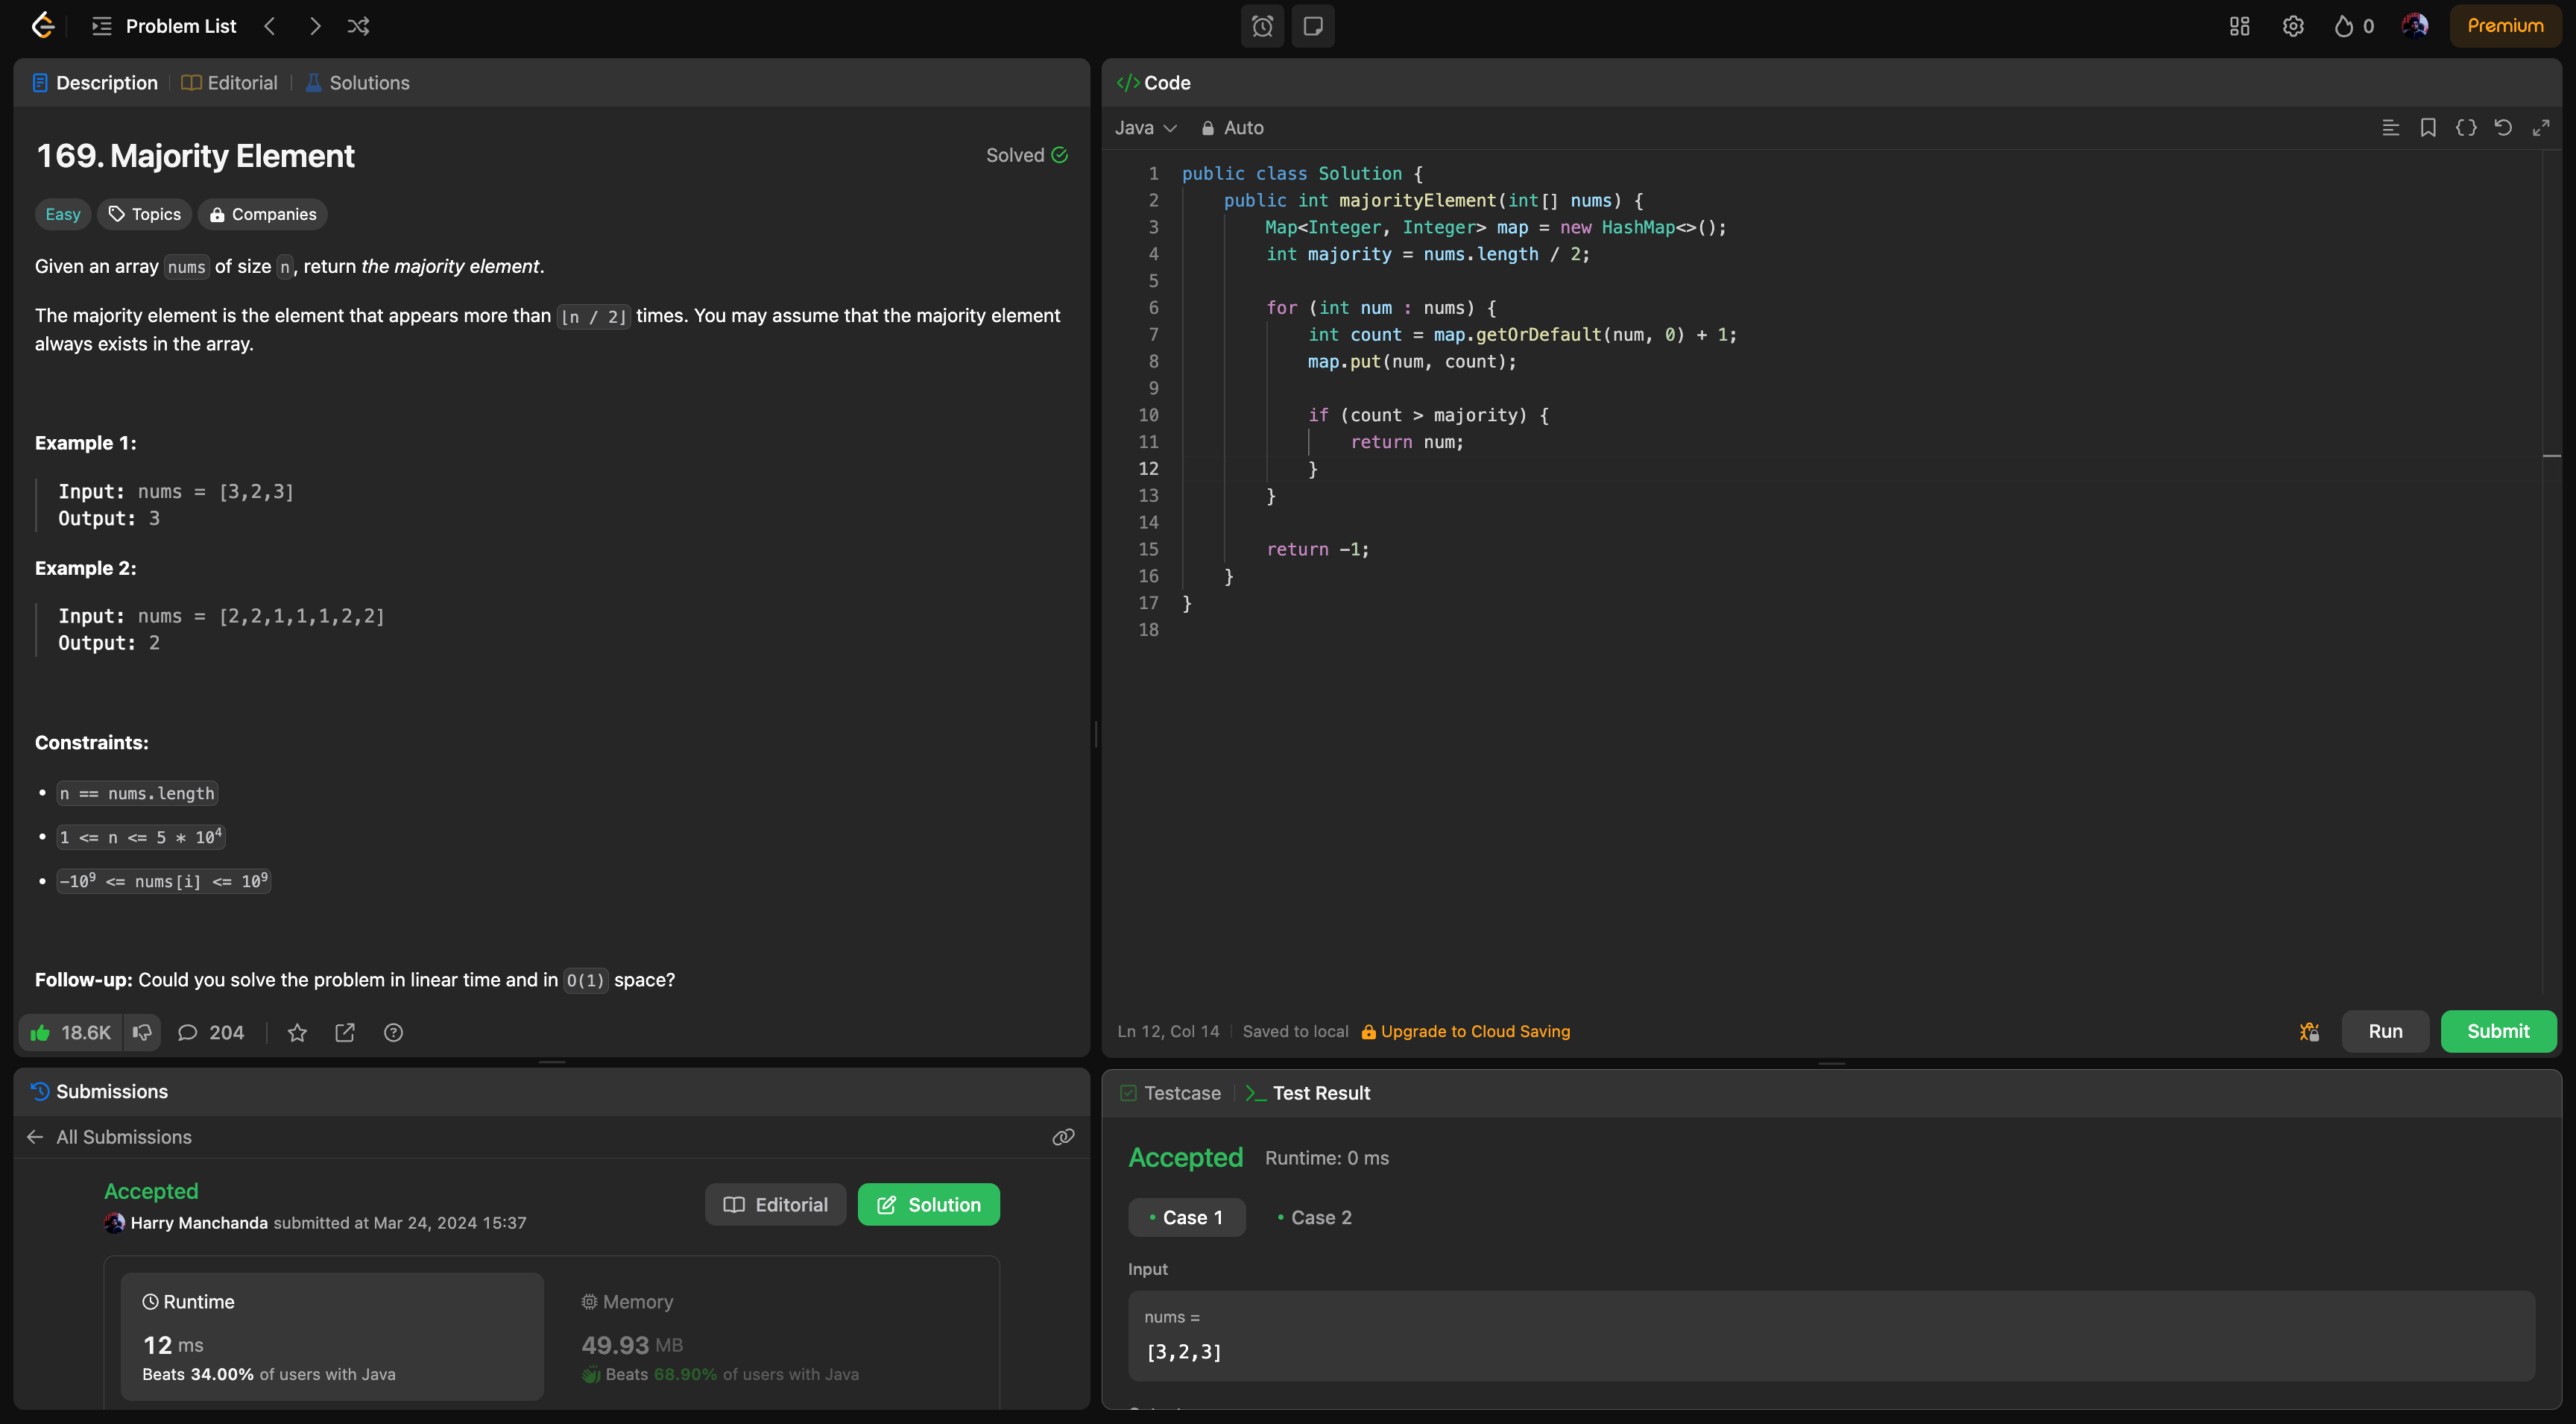 Problem List
0
Premium
Description
Editorial
Solutions
169. Majority Element
Solved
Easy
Topics
Companies
Given an array nums of size n, return the majority element.
The majority element is the element that appears more than ⌊n / 2⌋ times. You may assume that the majority element
always exists in the array.
Example 1:
Input: nums = [3,2,3]
Output: 3
Example 2:
Input: nums = [2,2,1,1,1,2,2]
Output: 2
Constraints:
• n == nums.length
• 1 <= n <= 5 * 10⁴
• -10⁹ <= nums[i] <= 10⁹
Follow-up: Could you solve the problem in linear time and in O(1) space?
18.6K
204
Code
Java
Auto
1 public class Solution {
2     public int majorityElement(int[] nums) {
3         Map<Integer, Integer> map = new HashMap<>();
4         int majority = nums.length / 2;
5
6         for (int num : nums) {
7             int count = map.getOrDefault(num, 0) + 1;
8             map.put(num, count);
9
10             if (count > majority) {
11                 return num;
12             }
13         }
14
15         return -1;
16     }
17 }
18
Ln 12, Col 14
Saved to local
Upgrade to Cloud Saving
Run
Submit
Submissions
All Submissions
Accepted
Harry Manchanda submitted at Mar 24, 2024 15:37
Editorial
Solution
Runtime
12 ms
Beats 34.00% of users with Java
Memory
49.93 MB
Beats 68.90% of users with Java
Testcase
Test Result
Accepted
Runtime: 0 ms
• Case 1
• Case 2
Input
nums =
[3,2,3]